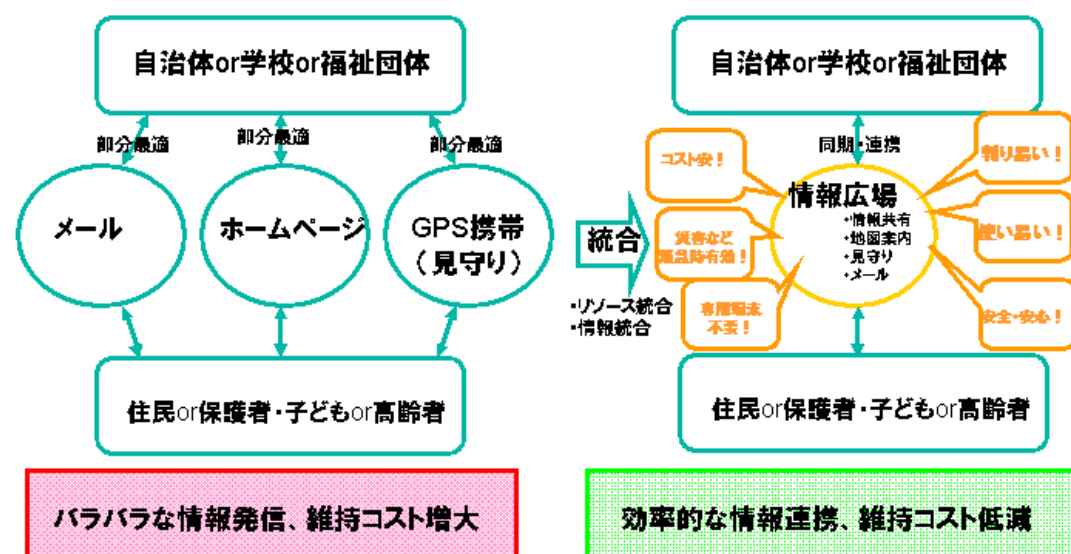 自治体or学校or福祉団体
部分最適
部分最適
部分最適
メール
ホームページ
GPS携帯
（見守り）
住民or保護者・子どもor高齢者
バラバラな情報発信、維持コスト増大
統合
・リソース統合
・情報統合
自治体or学校or福祉団体
同期・連携
コスト安！
災害など
緊急時有効！
専用端末
不要！
情報広場
・情報共有
・地図案内
・見守り
・メール
判り易い！
使い易い！
安全・安心！
住民or保護者・子どもor高齢者
効率的な情報連携、維持コスト低減